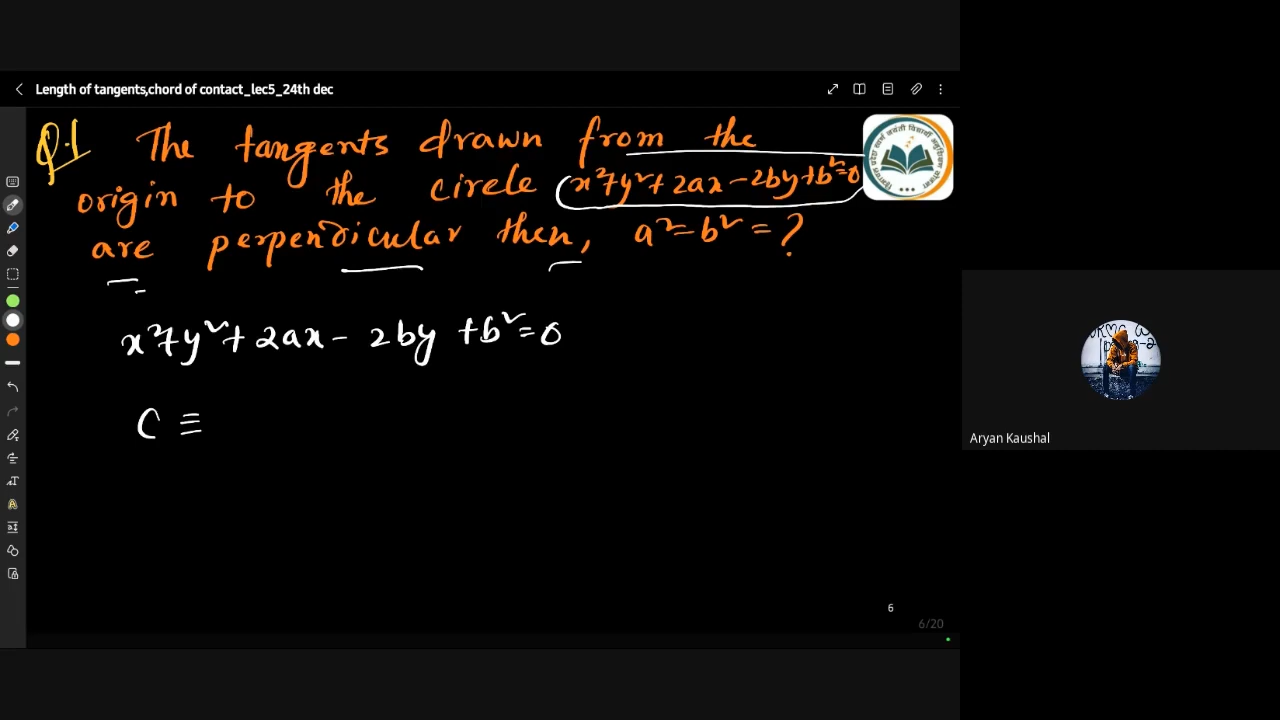 Length of tangents,chord of contact_lec5_24th dec
Q.1 The tangents drawn from the
origin to the circle x²+y²+2ax-2by+b²=0
are perpendicular then, a²-b²=?
x²+y²+2ax-2by+b²=0
C ≡
Aryan Kaushal
6
6/20